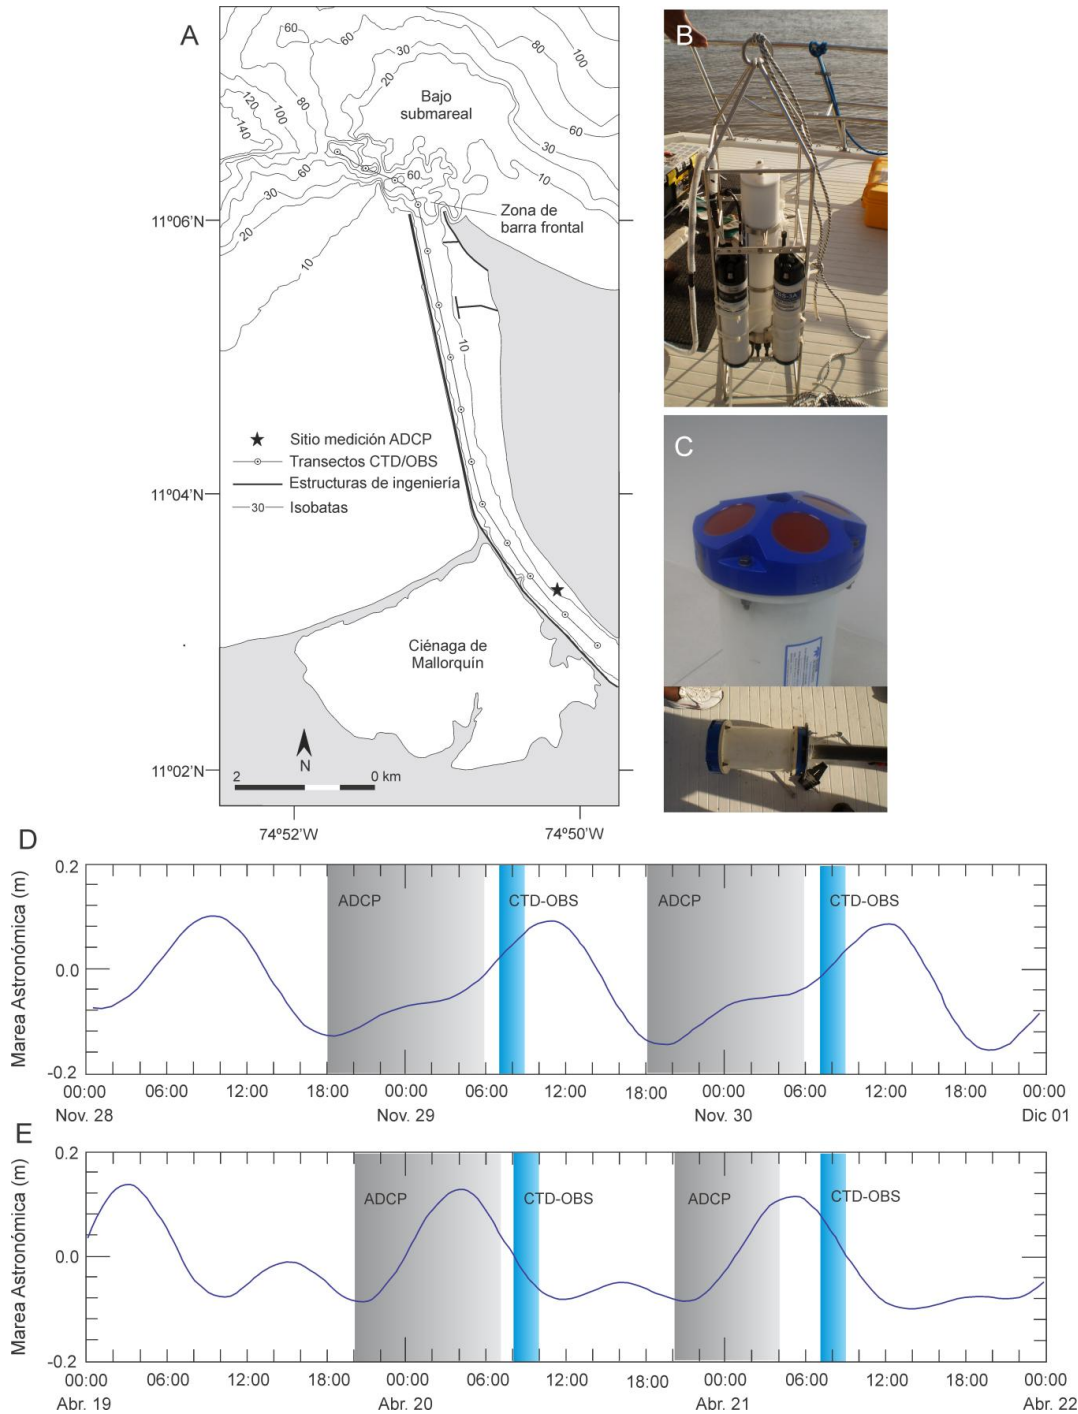 A
60
60
30
20
80
100
120
100
80
140
Bajo
submareal
60
30
10
60
30
20
60
Zona de
barra frontal
11º06'N
10
10
Sitio medición ADCP
Transectos CTD/OBS
Estructuras de ingeniería
30 Isobatas
11º04'N
Ciénaga de
Mallorquín
N
2 0 km
11º02'N
74º52'W 74º50'W
B
C
D
Marea Astronómica (m)
0.2
0.0
-0.2
ADCP CTD-OBS ADCP CTD-OBS
00:00 06:00 12:00 18:00 00:00 06:00 12:00 18:00 00:00 06:00 12:00 18:00 00:00
Nov. 28 Nov. 29 Nov. 30 Dic 01
E
Marea Astronómica (m)
0.2
0.0
-0.2
ADCP CTD-OBS ADCP CTD-OBS
00:00 06:00 12:00 18:00 00:00 06:00 12:00 18:00 00:00 06:00 12:00 18:00 00:00
Abr. 19 Abr. 20 Abr. 21 Abr. 22